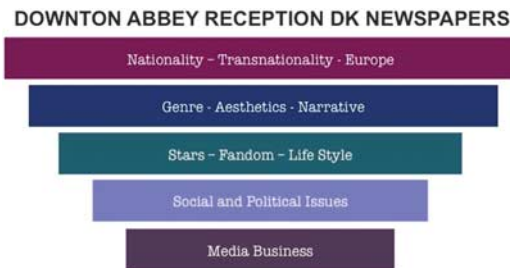 DOWNTON ABBEY RECEPTION DK NEWSPAPERS
Nationality – Transnationality - Europe
Genre - Aesthetics - Narrative
Stars – Fandom – Life Style
Social and Political Issues
Media Business